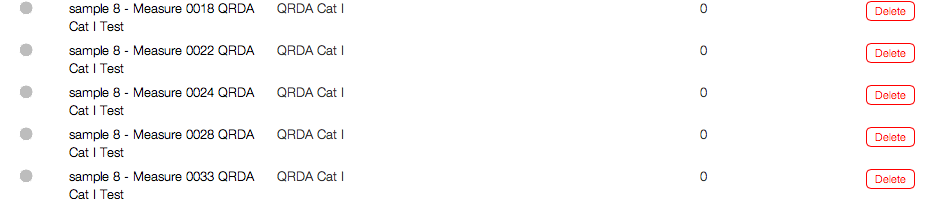 sample 8 - Measure 0018 QRDA QRDA Cat I 0 Delete
Cat I Test
sample 8 - Measure 0022 QRDA QRDA Cat I 0 Delete
Cat I Test
sample 8 - Measure 0024 QRDA QRDA Cat I 0 Delete
Cat I Test
sample 8 - Measure 0028 QRDA QRDA Cat I 0 Delete
Cat I Test
sample 8 - Measure 0033 QRDA QRDA Cat I 0 Delete
Cat I Test